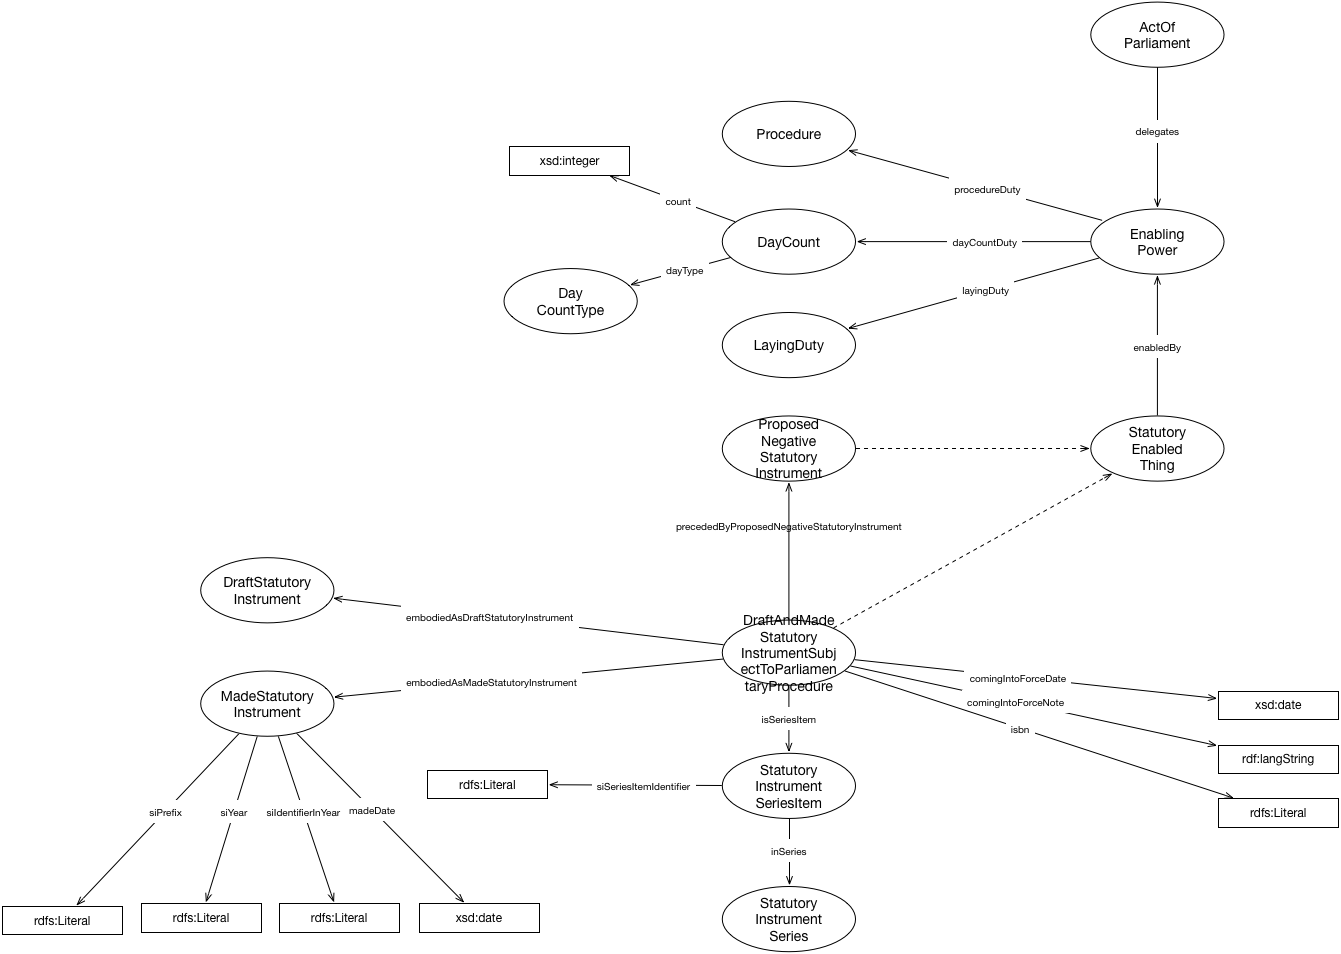 ActOf
Parliament
delegates
Procedure
xsd:integer
procedureDuty
count
DayCount
dayCountDuty
Enabling
Power
dayType
Day
CountType
layingDuty
LayingDuty
enabledBy
Proposed
Negative
Statutory
Instrument
Statutory
Enabled
Thing
precededByProposedNegativeStatutoryInstrument
DraftStatutory
Instrument
embodiedAsDraftStatutoryInstrument
DraftAndMade
Statutory
InstrumentSubj
ectToParliamen
taryProcedure
embodiedAsMadeStatutoryInstrument
MadeStatutory
Instrument
comingIntoForceDate
xsd:date
comingIntoForceNote
isSeriesItem
isbn
rdf:langString
Statutory
Instrument
SeriesItem
siSeriesItemIdentifier
rdfs:Literal
rdfs:Literal
siPrefix
siYear
siIdentifierInYear
madeDate
inSeries
rdfs:Literal
rdfs:Literal
rdfs:Literal
xsd:date
Statutory
Instrument
Series